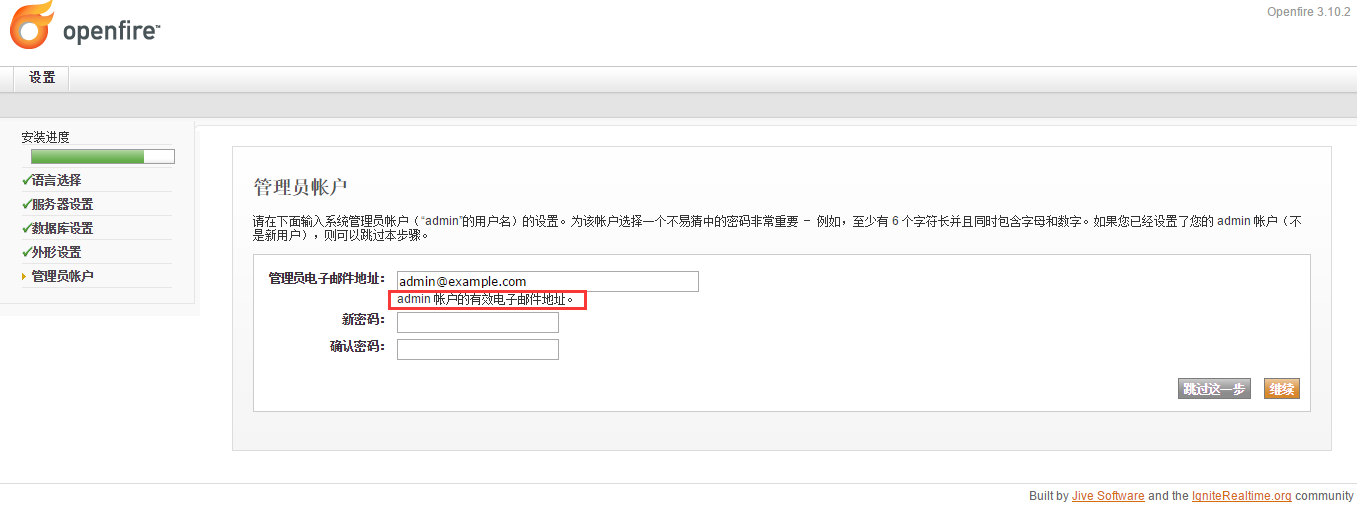 openfire™
Openfire 3.10.2
设置
安装进度
语言选择
服务器设置
数据库设置
外形设置
管理员帐户
管理员帐户
请在下面输入系统管理员帐户（“admin”的用户名）的设置。为该帐户选择一个不易猜中的密码非常重要 - 例如，至少有 6 个字符长并且同时包含字母和数字。如果您已经设置了您的 admin 帐户（不
是新用户），则可以跳过本步骤。
管理员电子邮件地址： admin@example.com
admin 帐户的有效电子邮件地址。
新密码：
确认密码：
跳过这一步 继续
Built by Jive Software and the IgniteRealtime.org community